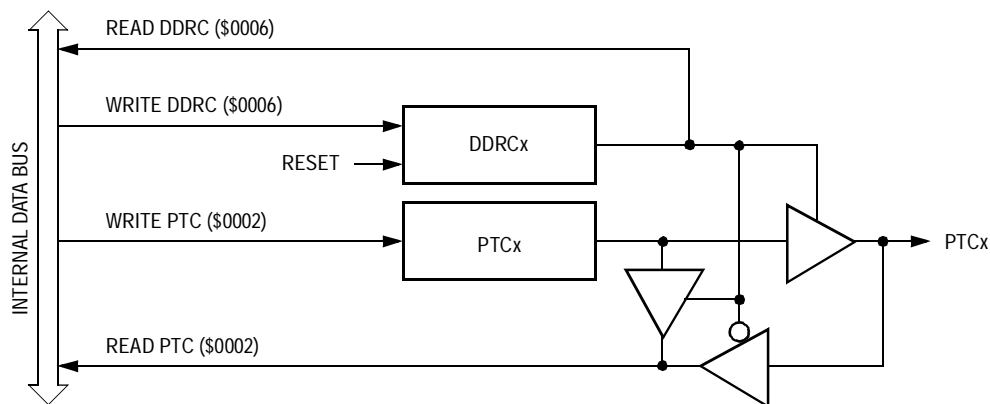 READ DDRC ($0006)
WRITE DDRC ($0006)
DDRCx
RESET
INTERNAL DATA BUS
WRITE PTC ($0002)
PTCx
PTCx
READ PTC ($0002)